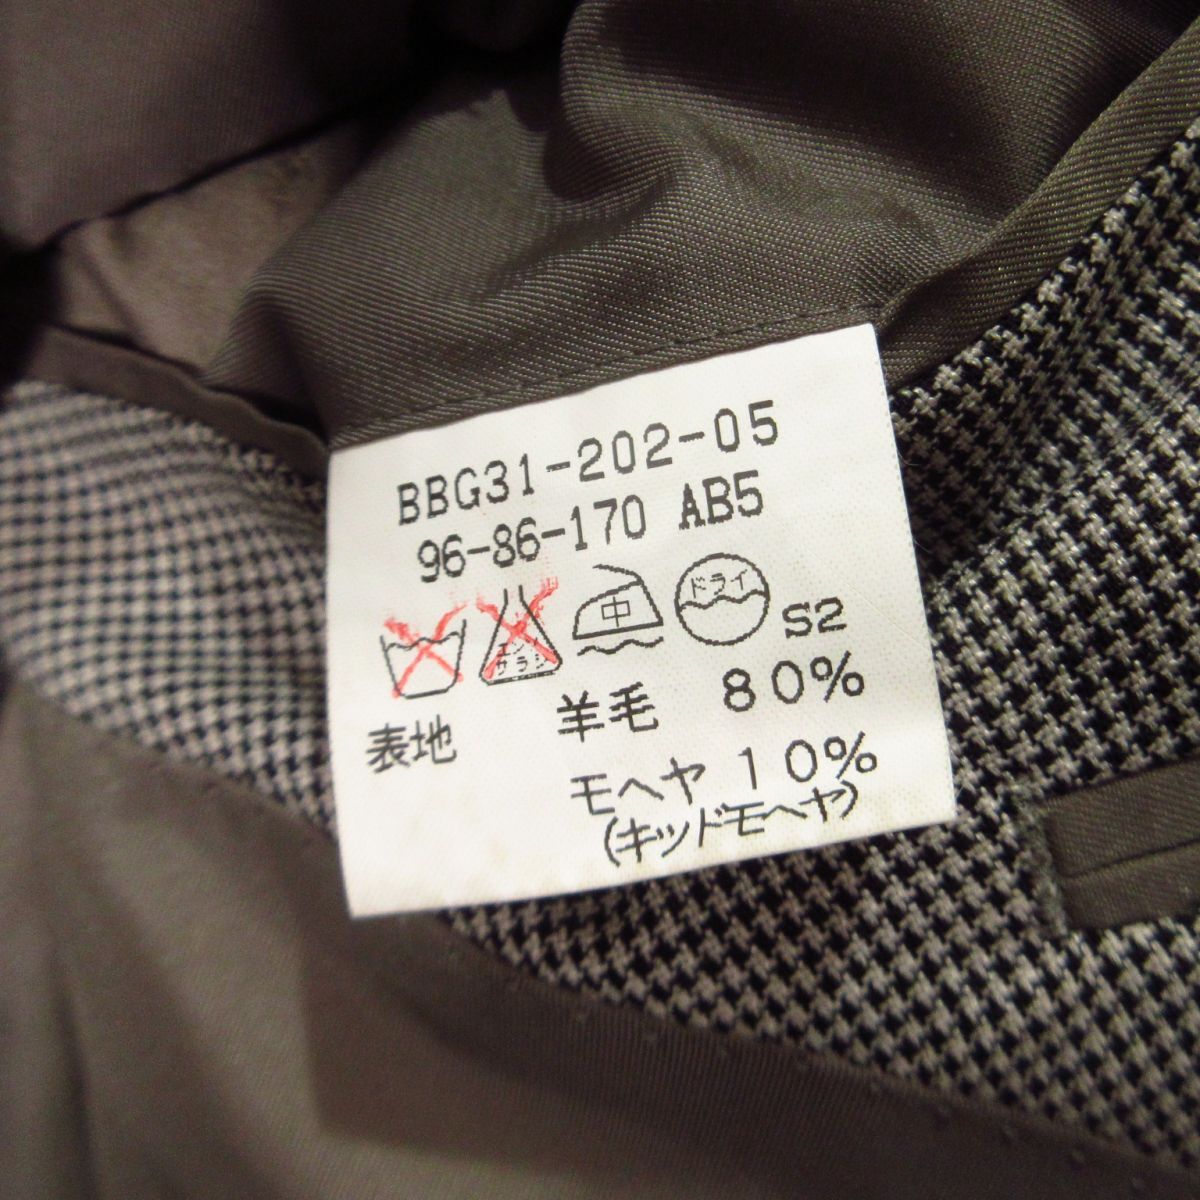 BBG31-202-05
96-86-170 AB5
エンソ
サラシ
中
ドライ
S2
表地 羊毛 80%
モヘヤ 10%
(キッドモヘヤ)